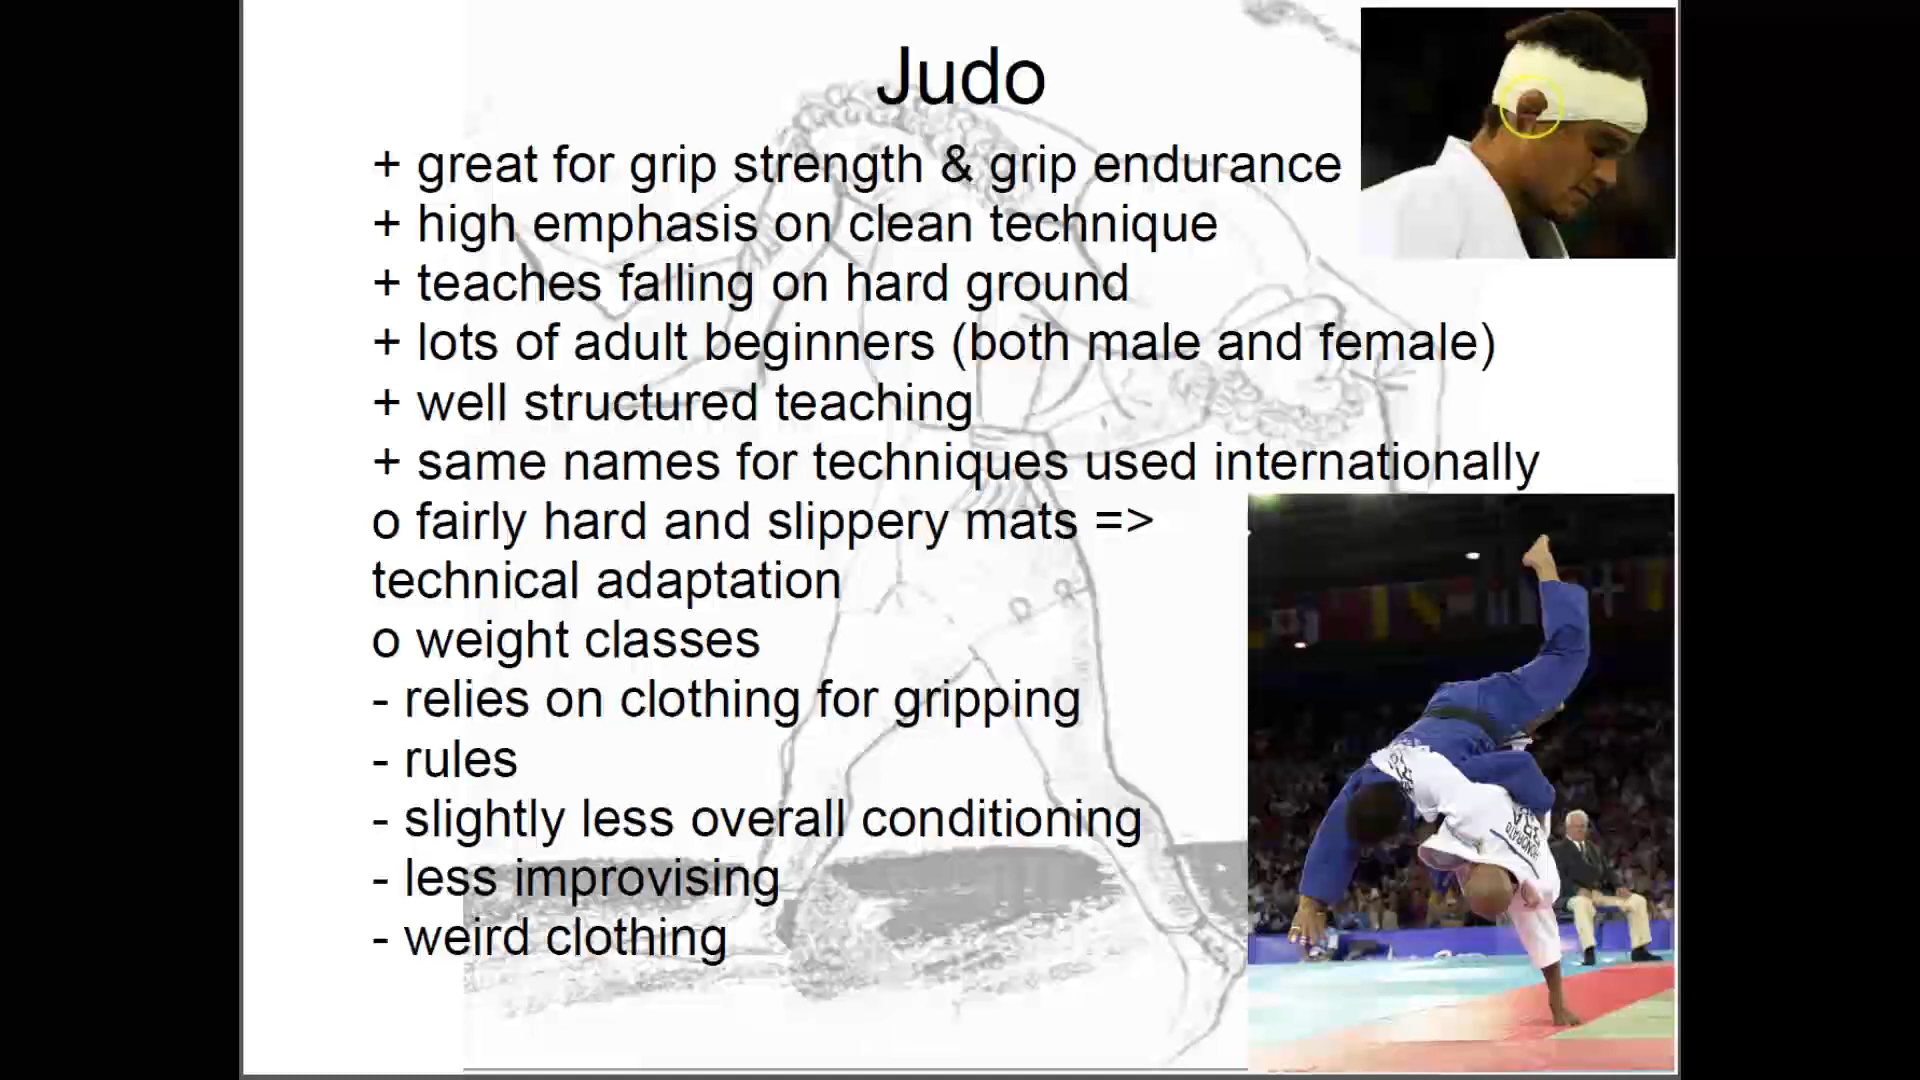 Judo
+ great for grip strength & grip endurance
+ high emphasis on clean technique
+ teaches falling on hard ground
+ lots of adult beginners (both male and female)
+ well structured teaching
+ same names for techniques used internationally
o fairly hard and slippery mats =>
technical adaptation
o weight classes
- relies on clothing for gripping
- rules
- slightly less overall conditioning
- less improvising
- weird clothing